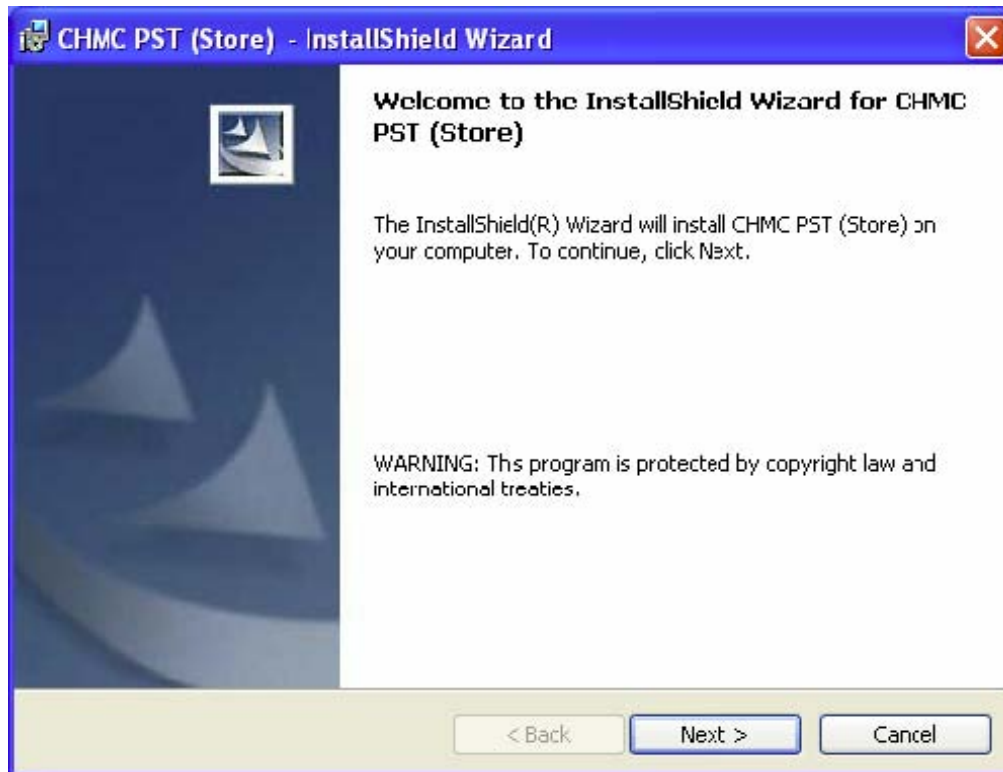 CHMC PST (Store) - InstallShield Wizard
Welcome to the InstallShield Wizard for CHMC
PST (Store)
The InstallShield(R) Wizard will install CHMC PST (Store) on
your computer. To continue, click Next.
WARNING: This program is protected by copyright law and
international treaties.
< Back
Next >
Cancel